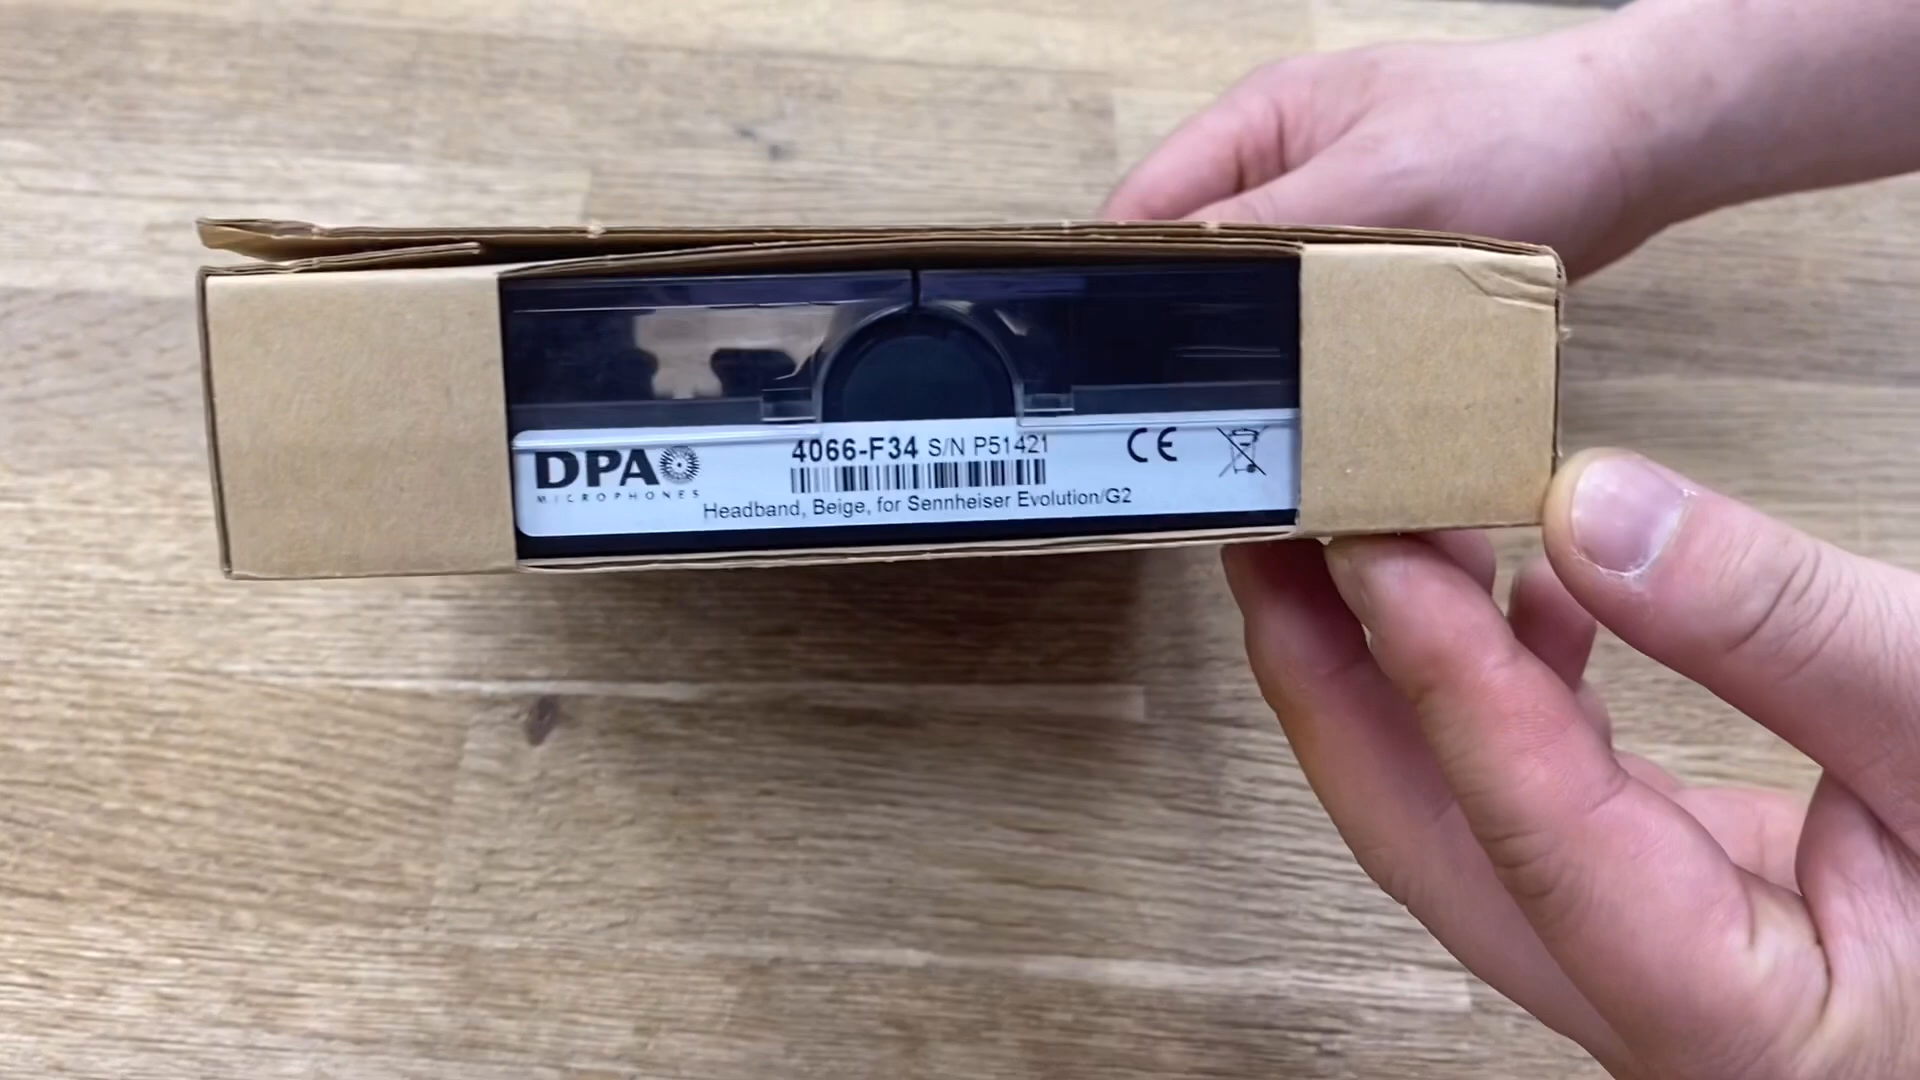 DPA
MICROPHONES
4066-F34 S/N P51421
Headband, Beige, for Sennheiser Evolution/G2
CE